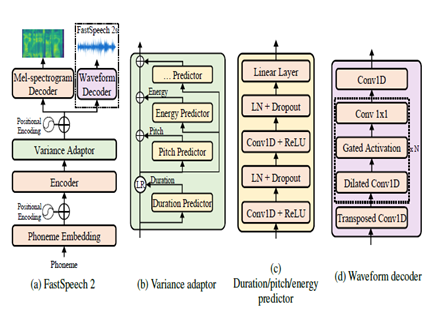 FastSpeech 2s
Mel-spectrogram
Decoder
Waveform
Decoder
Positional
Encoding
Variance Adaptor
Encoder
Positional
Encoding
Phoneme Embedding
Phoneme
(a) FastSpeech 2
... Predictor
Energy
Energy Predictor
Pitch
Pitch Predictor
LR
Duration
Duration Predictor
(b) Variance adaptor
Linear Layer
LN + Dropout
Conv1D + ReLU
LN + Dropout
Conv1D + ReLU
(c)
Duration/pitch/energy
predictor
Conv1D
Conv 1x1
Gated Activation
Dilated Conv1D
x N
Transposed Conv1D
(d) Waveform decoder